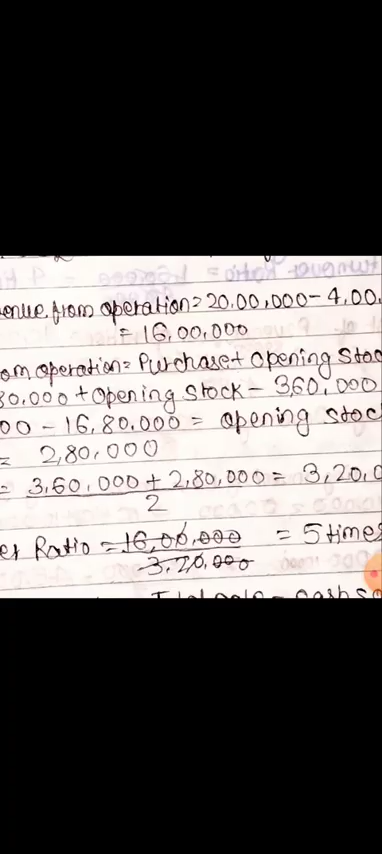 enue from operation = 20,00,000 - 4,00
= 16,00,000
om operation = Purchase + Opening Stoc
80,000 + Opening Stock - 360,000
00 - 16,80,000 = opening Stoc
= 2,80,000
= 3,60,000 + 2,80,000 = 3,20,0
2
er Ratio = 16,00,000 = 5 times
3,20,000